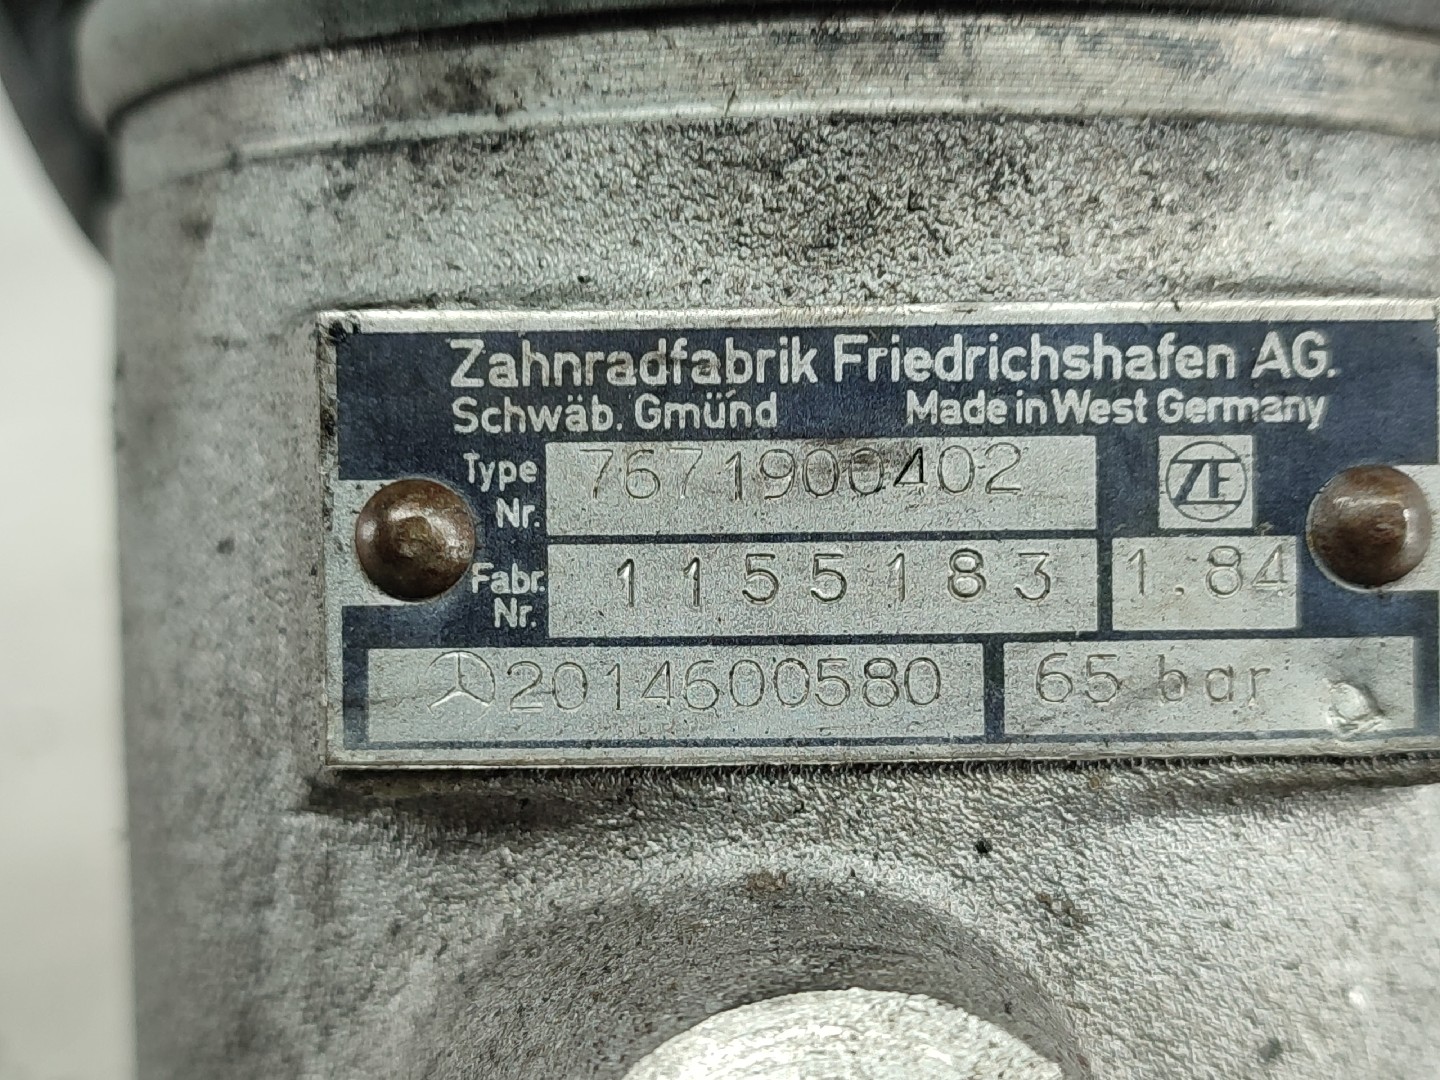 Zahnradfabrik Friedrichshafen AG.
Schwäb. Gmünd Made in West Germany
Type Nr. 7671900402 ZF
Fabr. Nr. 1155183 1.84
2014600580 65 bar